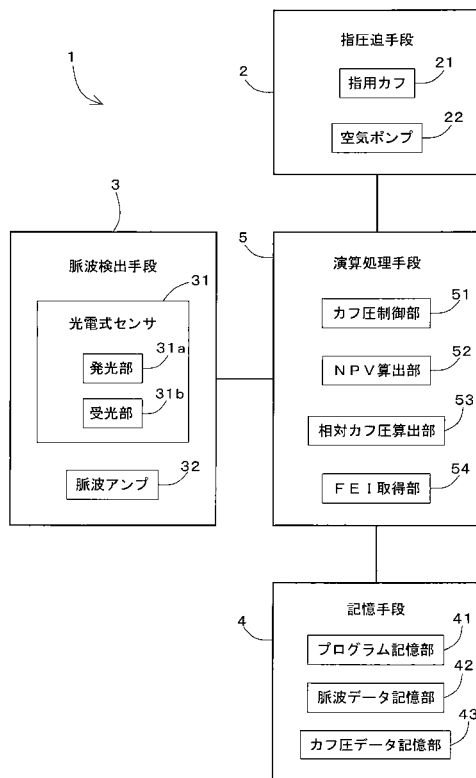 1
指圧迫手段
2
21
指用カフ
22
空気ポンプ
3
脈波検出手段
31
光電式センサ
31a
発光部
31b
受光部
32
脈波アンプ
5
演算処理手段
51
カフ圧制御部
52
NPV算出部
53
相対カフ圧算出部
54
FEI取得部
記憶手段
4
41
プログラム記憶部
42
脈波データ記憶部
43
カフ圧データ記憶部